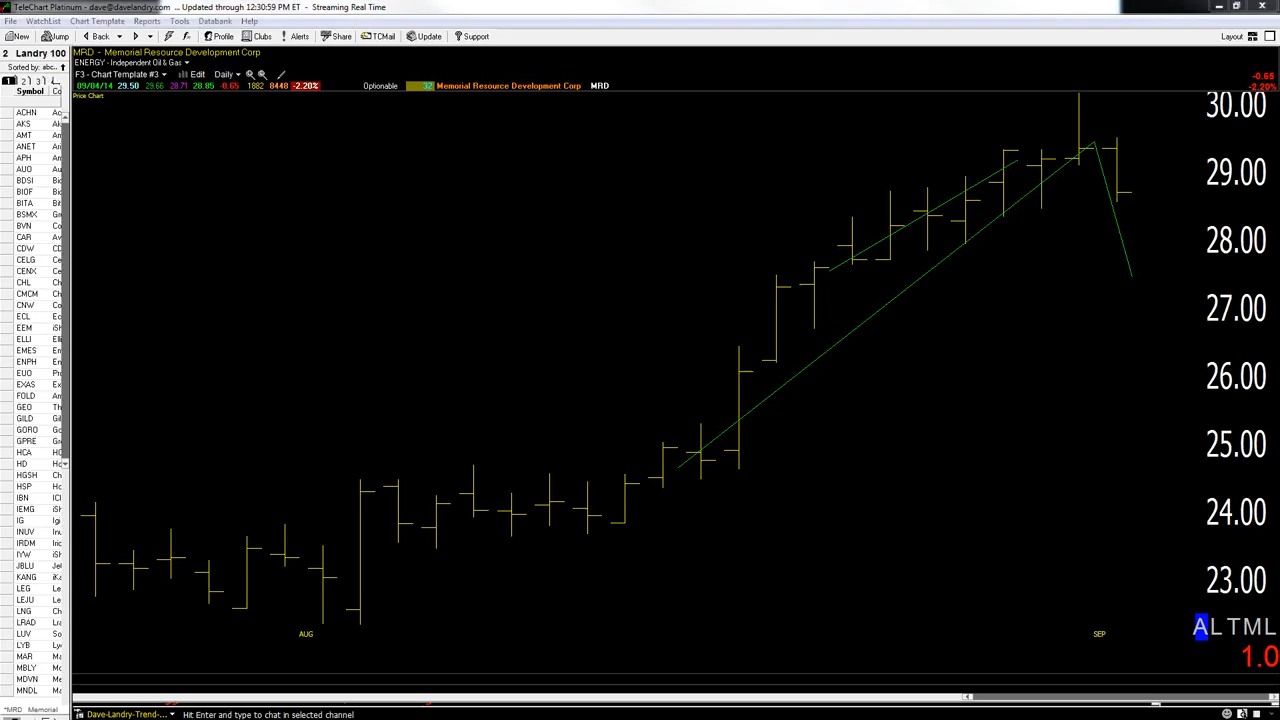 TeleChart Platinum - dave@davelandry.com ... Updated through 12:30:59 PM ET - Streaming Real Time
File WatchList Chart Template Reports Tools Databank Help
New Jump Back Next Profile Clubs Alerts Share TCMail Update Support Layout
2 Landry 100
Sorted by: abc..
1 2 3
Symbol Co
MRD - Memorial Resource Development Corp
ENERGY - Independent Oil & Gas
F3 - Chart Template #3 Edit Daily
09/04/14 29.50 29.66 28.71 28.85 -0.65 1882 8448 -2.20% Optionable 32 Memorial Resource Development Corp MRD
-0.65
-2.20%
Price Chart
ACHN
AKS
AMT
ANET
APH
AUO
BDSI
BIOF
BITA
BSMX
BVN
CAR
CDW
CELG
CENX
CHL
CMCM
CNW
ECL
EEM
ELLI
EMES
ENPH
EUO
EXAS
FOLD
GEO
GILD
GORO
GPRE
HCA
HD
HGSH
HSP
IBN
IEMG
IG
INUV
IRDM
IYW
JBLU
KANG
LEG
LEJU
LNG
LRAD
LUV
LYB
MAR
MBLY
MDVN
MNDL
30.00
29.00
28.00
27.00
26.00
25.00
24.00
23.00
AUG SEP
ALTML
1.0
*MRD Memorial
Dave-Landry-Trend-... Hit Enter and type to chat in selected channel